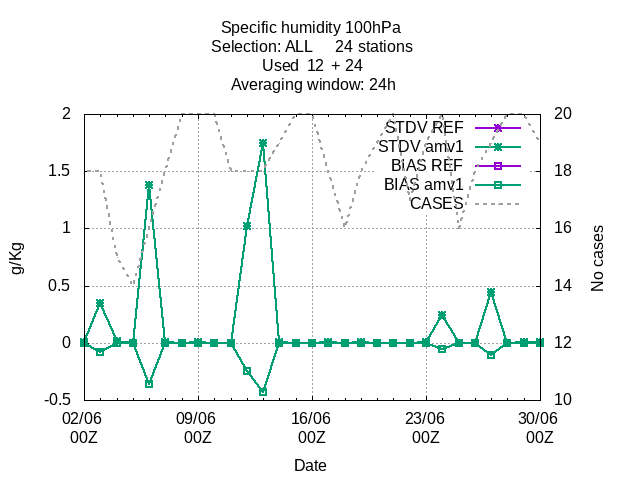 Specific humidity 100hPa
Selection: ALL 24 stations
Used 12 + 24
Averaging window: 24h
2
1.5
1
0.5
0
-0.5
g/Kg
20
18
16
14
12
10
No cases
STDV REF
STDV amv1
BIAS REF
BIAS amv1
CASES
02/06 09/06 16/06 23/06 30/06
00Z 00Z 00Z 00Z 00Z
Date